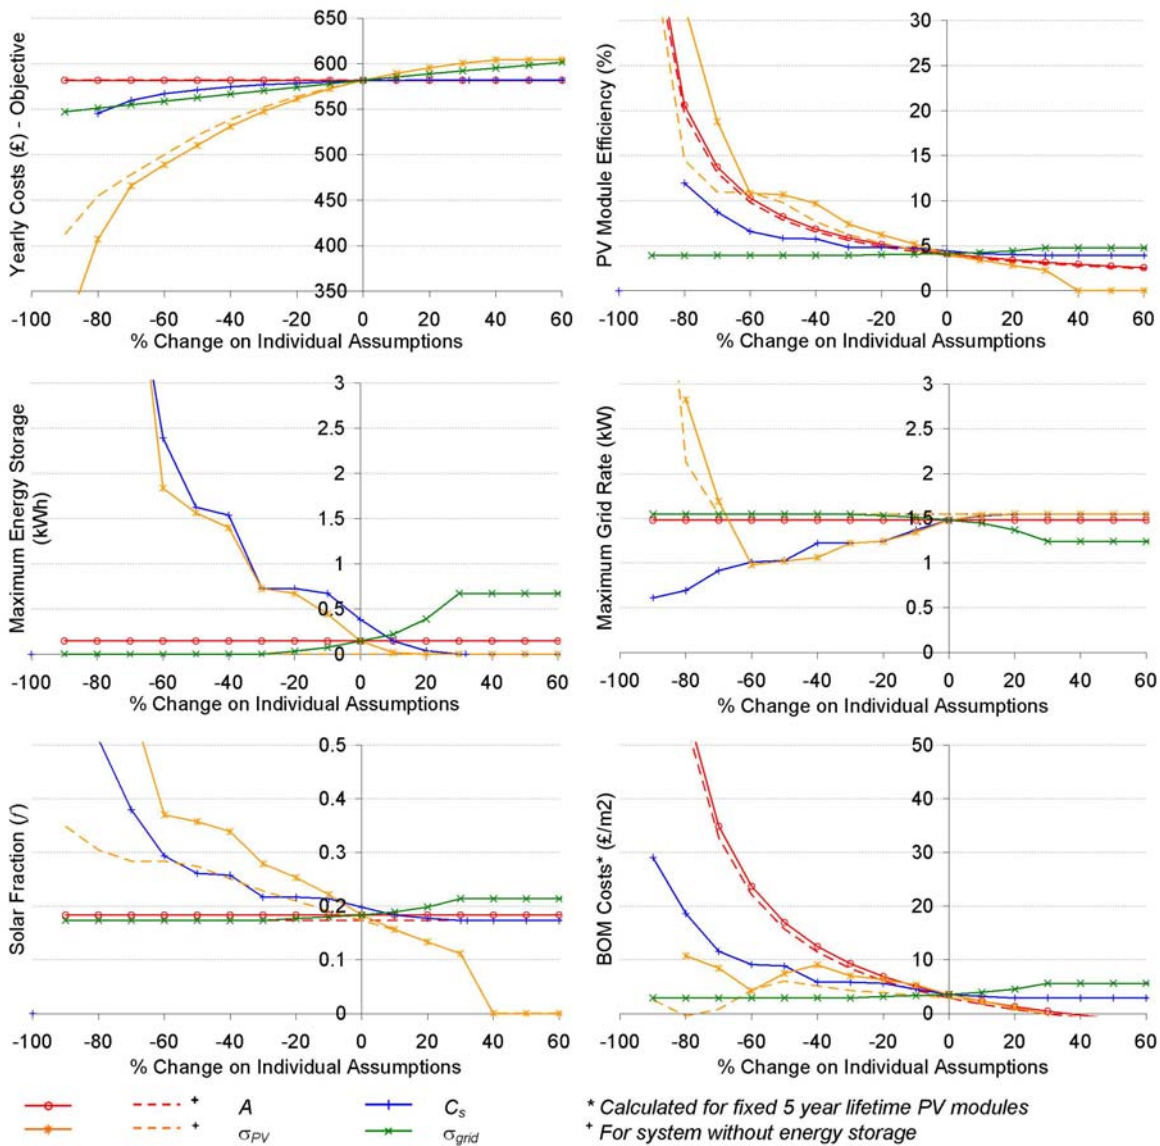 Yearly Costs (£) - Objective
650
600
550
500
450
400
350
-100 -80 -60 -40 -20 0 20 40 60
% Change on Individual Assumptions
PV Module Efficiency (%)
30
25
20
15
10
5
0
-100 -80 -60 -40 -20 0 20 40 60
% Change on Individual Assumptions
Maximum Energy Storage
(kWh)
3
2.5
2
1.5
1
0.5
0
-100 -80 -60 -40 -20 0 20 40 60
% Change on Individual Assumptions
Maximum Grid Rate (kW)
3
2.5
2
1.5
1
0.5
0
-100 -80 -60 -40 -20 0 20 40 60
% Change on Individual Assumptions
Solar Fraction (f)
0.5
0.4
0.3
0.2
0.1
0
-100 -80 -60 -40 -20 0 20 40 60
% Change on Individual Assumptions
BOM Costs* (£/m2)
50
40
30
20
10
0
-100 -80 -60 -40 -20 0 20 40 60
% Change on Individual Assumptions
+ A Cs * Calculated for fixed 5 year lifetime PV modules
+ σPV σgrid + For system without energy storage